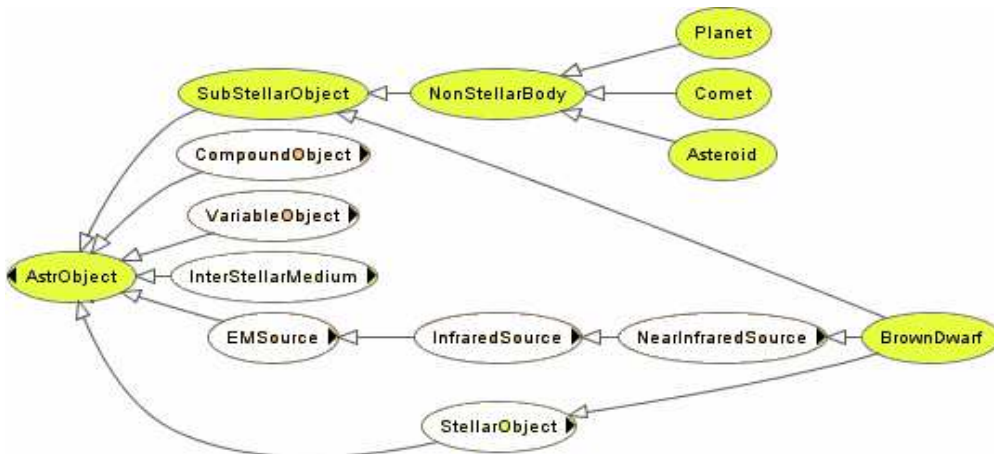 Planet
SubStellarObject
NonStellarBody
Comet
CompoundObject
Asteroid
VariableObject
AstrObject
InterStellarMedium
EMSource
InfraredSource
NearInfraredSource
BrownDwarf
StellarObject